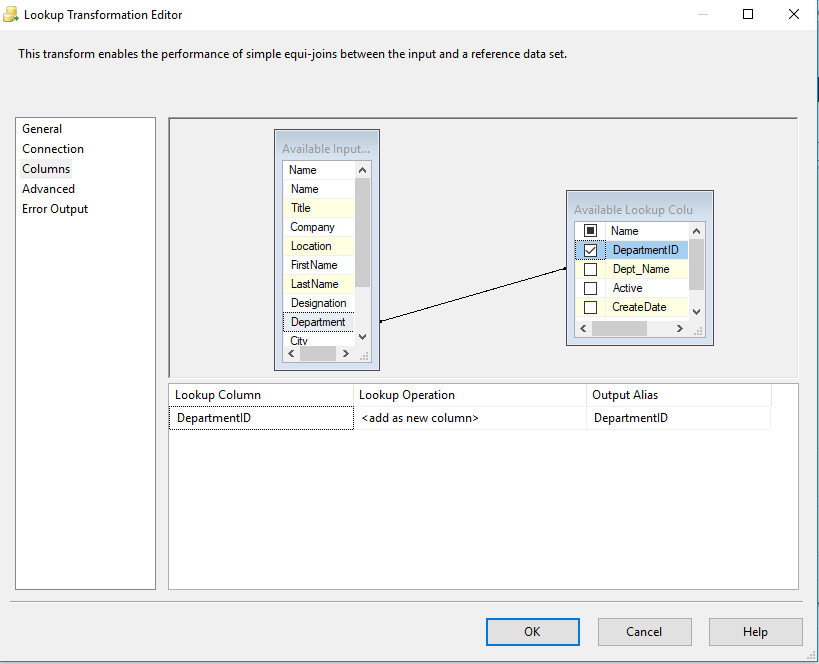 Lookup Transformation Editor
This transform enables the performance of simple equi-joins between the input and a reference data set.
General
Connection
Columns
Advanced
Error Output
Available Input...
Name
Name
Title
Company
Location
FirstName
LastName
Designation
Department
City
Available Lookup Colu
Name
DepartmentID
Dept_Name
Active
CreateDate
Lookup Column Lookup Operation Output Alias
DepartmentID <add as new column> DepartmentID
OK Cancel Help